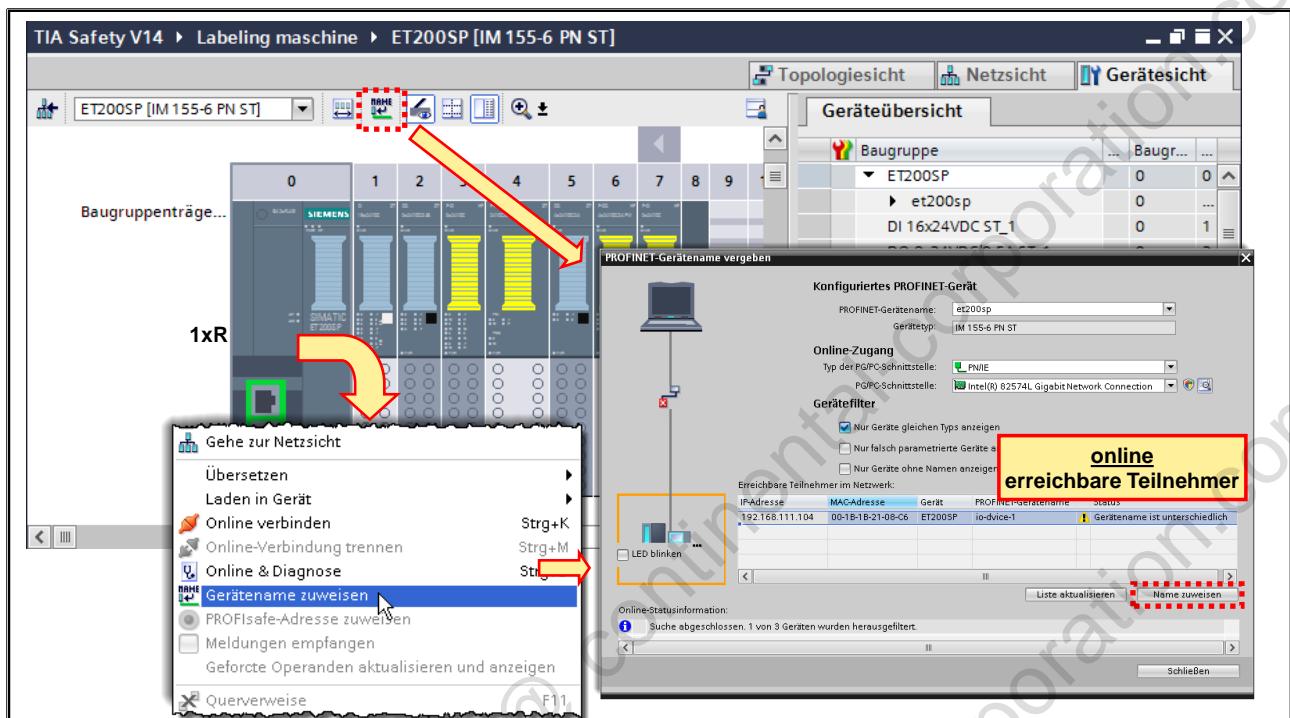 TIA Safety V14 ▸ Labeling maschine ▸ ET200SP [IM 155-6 PN ST]
Topologiesicht Netzsicht Gerätesicht
ET200SP [IM 155-6 PN ST]
NAME
Geräteübersicht
Baugruppe ... Baugr... ...
ET200SP 0 0
et200sp 0 ...
DI 16x24VDC ST_1 0 1
0 1 2 3 4 5 6 7 8 9
Baugruppenträge...
SIEMENS
SIMATIC
ET 200SP
1xR
Gehe zur Netzsicht
Übersetzen
Laden in Gerät
Online verbinden Strg+K
Online-Verbindung trennen Strg+M
Online & Diagnose
NAME Gerätename zuweisen
PROFIsafe-Adresse zuweisen
Meldungen empfangen
Geforcte Operanden aktualisieren und anzeigen
Querverweise F11
PROFINET-Gerätename vergeben
Konfiguriertes PROFINET-Gerät
PROFINET-Gerätename: et200sp
Gerätetyp: IM 155-6 PN ST
Online-Zugang
Typ der PG/PC-Schnittstelle: PN/IE
PG/PC-Schnittstelle: Intel(R) 82574L Gigabit Network Connection
Gerätefilter
Nur Geräte gleichen Typs anzeigen
Nur falsch parametrierte Geräte
Nur Geräte ohne Namen anzeigen
online
erreichbare Teilnehmer
Erreichbare Teilnehmer im Netzwerk:
IP-Adresse MAC-Adresse Gerät PROFINET-Gerätename Status
192.168.111.104 00-1B-1B-21-08-C6 ET200SP io-dvice-1 Gerätename ist unterschiedlich
LED blinken
Liste aktualisieren Name zuweisen
Online-Statusinformation:
Suche abgeschlossen. 1 von 3 Geräten wurden herausgefiltert.
Schließen
@ continental-corporation.com